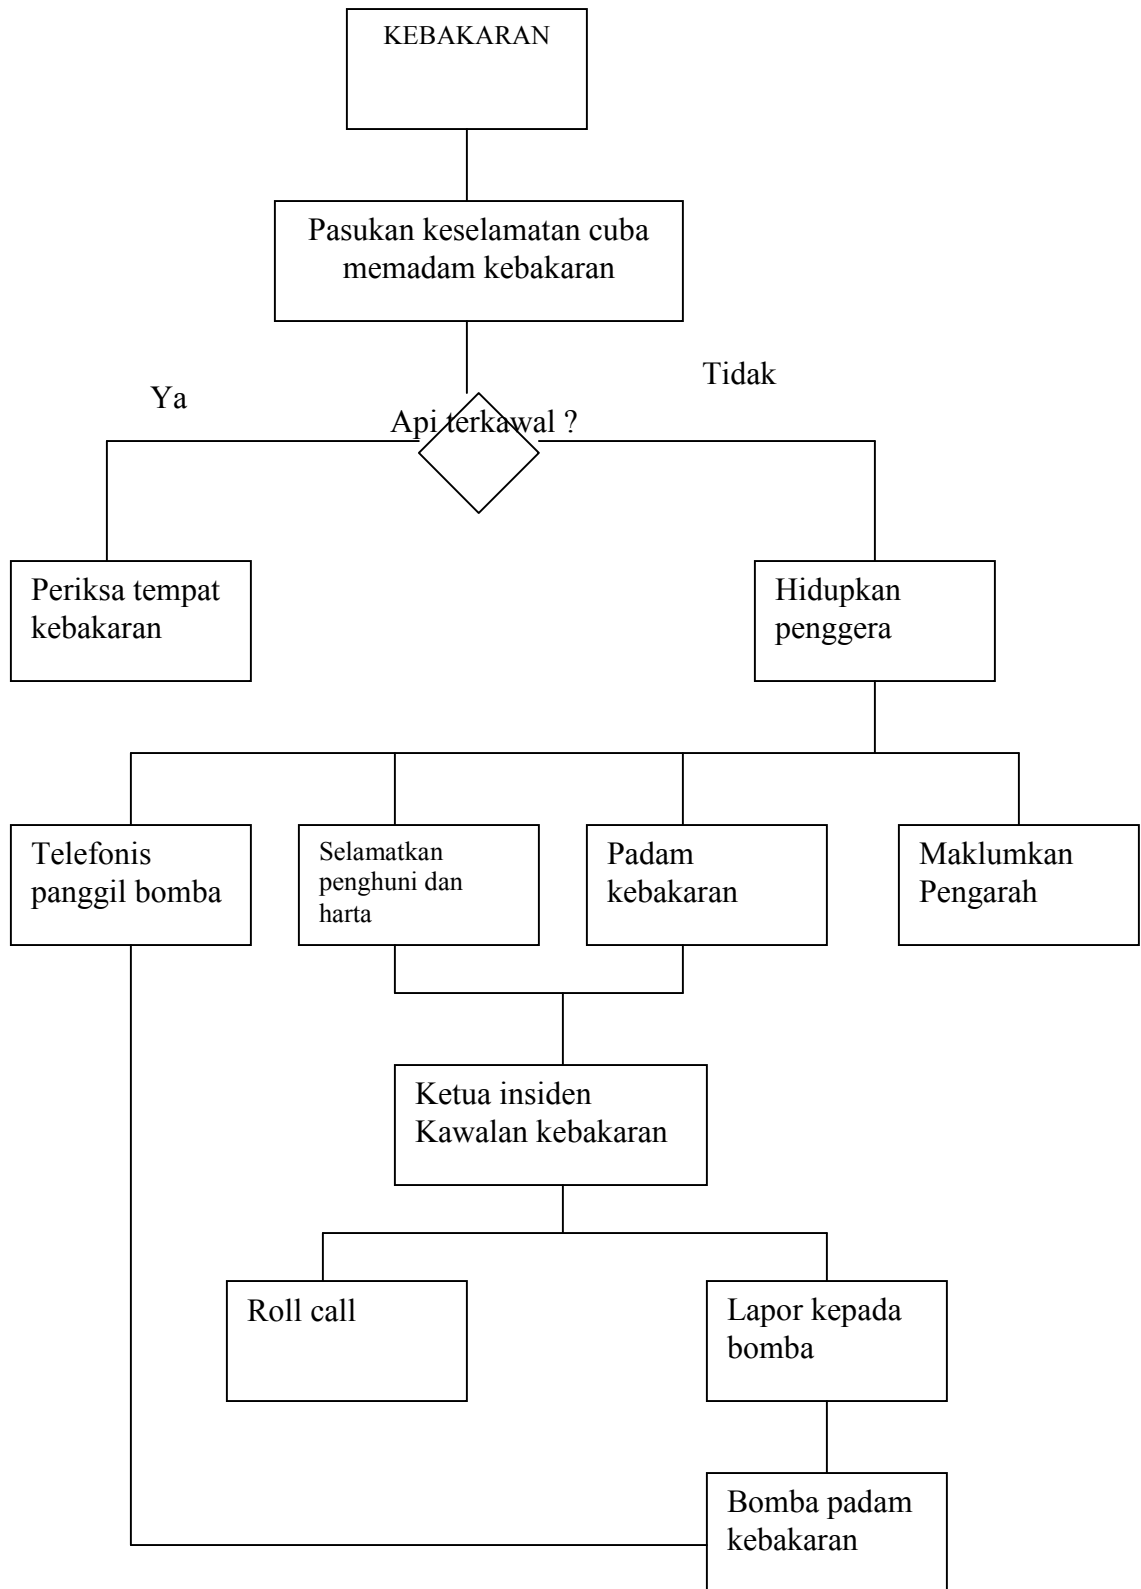 KEBAKARAN
Pasukan keselamatan cuba
memadam kebakaran
Ya
Tidak
Api terkawal ?
Periksa tempat
kebakaran
Hidupkan
penggera
Telefonis
panggil bomba
Selamatkan
penghuni dan
harta
Padam
kebakaran
Maklumkan
Pengarah
Ketua insiden
Kawalan kebakaran
Roll call
Lapor kepada
bomba
Bomba padam
kebakaran